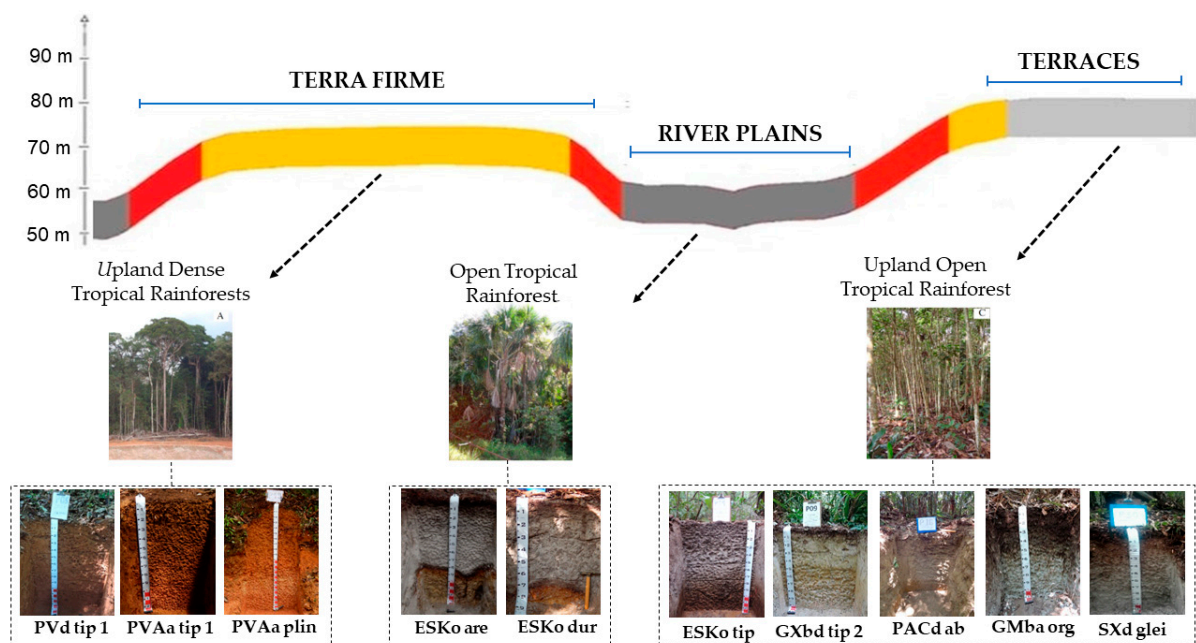 90 m
80 m
70 m
60 m
50 m
TERRA FIRME
RIVER PLAINS
TERRACES
Upland Dense
Tropical Rainforests
Open Tropical
Rainforest
Upland Open
Tropical Rainforest
A
C
P09
PVd tip 1
PVAa tip 1
PVAa plin
ESKo are
ESKo dur
ESKo tip
GXbd tip 2
PACd ab
GMba org
SXd glei